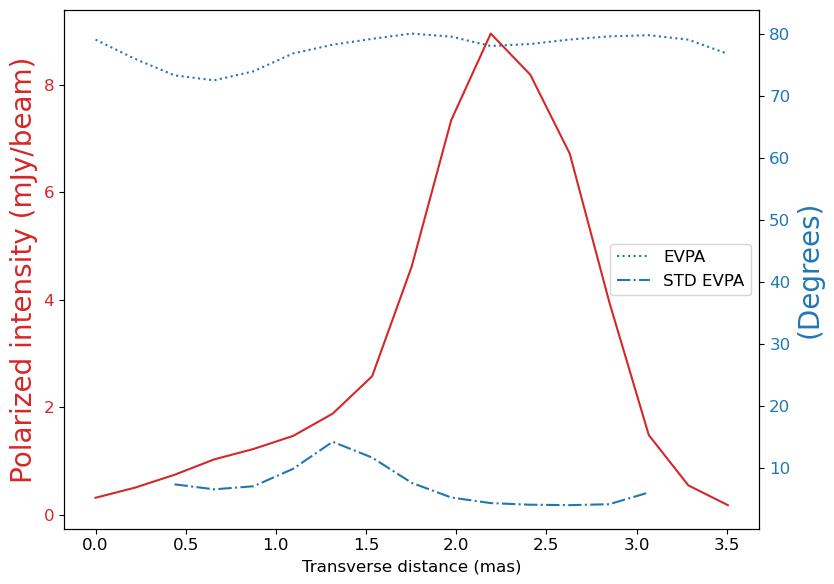 Polarized intensity (mJy/beam)
8
6
4
2
0
80
70
60
50
40
30
20
10
(Degrees)
EVPA
STD EVPA
0.0 0.5 1.0 1.5 2.0 2.5 3.0 3.5
Transverse distance (mas)